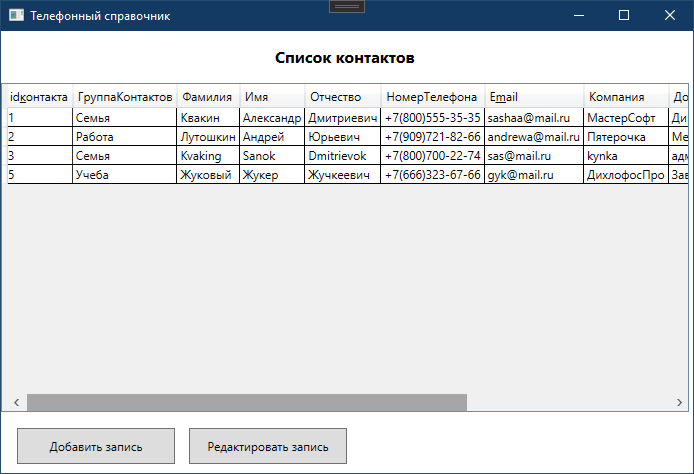 Телефонный справочник
Список контактов
idконтакта ГруппаКонтактов Фамилия Имя Отчество НомерТелефона Email Компания До
1 Семья Квакин Александр Дмитриевич +7(800)555-35-35 sashaa@mail.ru МастерСофт Ди
2 Работа Лутошкин Андрей Юрьевич +7(909)721-82-66 andrewa@mail.ru Пятерочка Ме
3 Семья Kvaking Sanok Dmitrievok +7(800)700-22-74 sas@mail.ru kynka адм
5 Учеба Жуковый Жукер Жучкеевич +7(666)323-67-66 gyk@mail.ru ДихлофосПро Зав
Добавить запись Редактировать запись